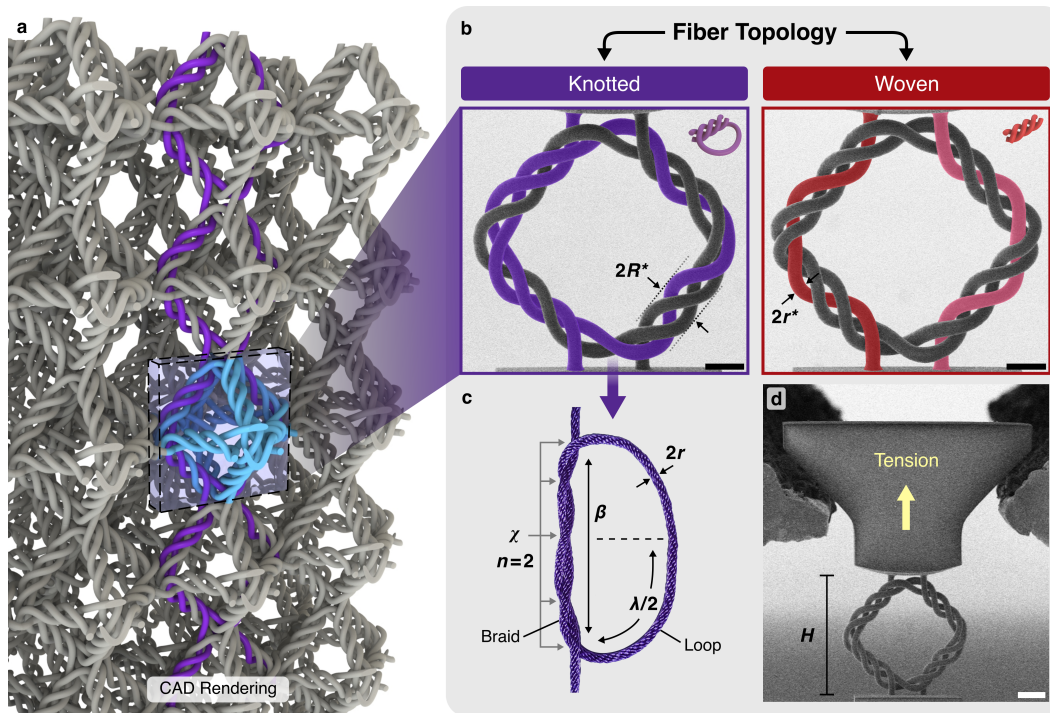 a
CAD Rendering
b
Fiber Topology
Knotted
Woven
2R*
2r*
c
2r
β
χ
n=2
λ/2
Braid
Loop
d
Tension
H